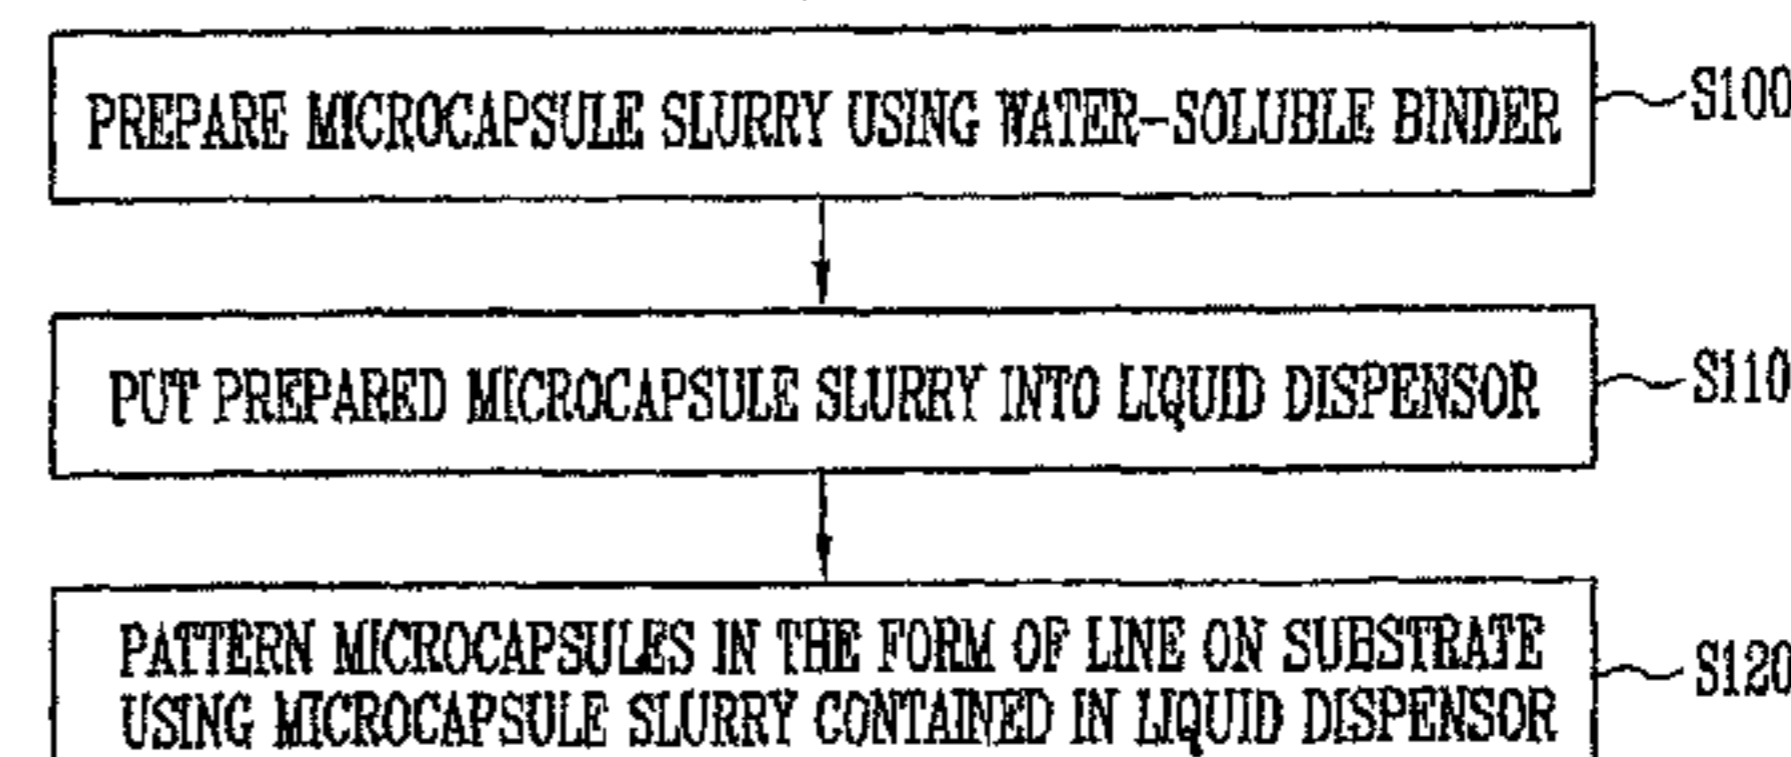 PREPARE MICROCAPSULE SLURRY USING WATER-SOLUBLE BINDER
S100
PUT PREPARED MICROCAPSULE SLURRY INTO LIQUID DISPENSOR
S110
PATTERN MICROCAPSULES IN THE FORM OF LINE ON SUBSTRATE
USING MICROCAPSULE SLURRY CONTAINED IN LIQUID DISPENSOR
S120